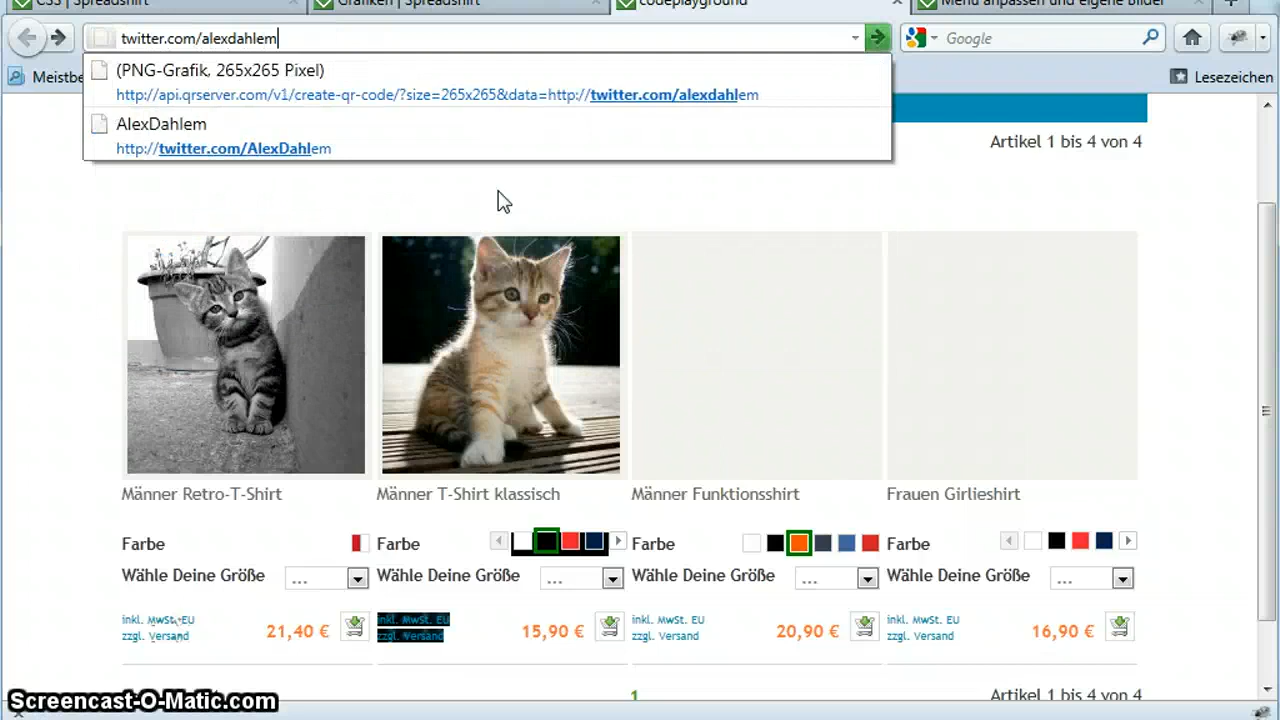 CSS | Spreadshirt
Grafiken | Spreadshirt
codeplayground
Menü anpassen und eigene Bilder
twitter.com/alexdahlem
Google
(PNG-Grafik, 265x265 Pixel)
http://api.qrserver.com/v1/create-qr-code/?size=265x265&data=http://twitter.com/alexdahlem
AlexDahlem
http://twitter.com/AlexDahlem
Meistbe
Lesezeichen
Artikel 1 bis 4 von 4
Männer Retro-T-Shirt
Männer T-Shirt klassisch
Männer Funktionsshirt
Frauen Girlieshirt
Farbe
Farbe
Farbe
Farbe
Wähle Deine Größe
...
Wähle Deine Größe
...
Wähle Deine Größe
...
Wähle Deine Größe
...
inkl. MwSt. EU
zzgl. Versand
21,40 €
inkl. MwSt. EU
zzgl. Versand
15,90 €
inkl. MwSt. EU
zzgl. Versand
20,90 €
inkl. MwSt. EU
zzgl. Versand
16,90 €
1
Artikel 1 bis 4 von 4
Screencast-O-Matic.com